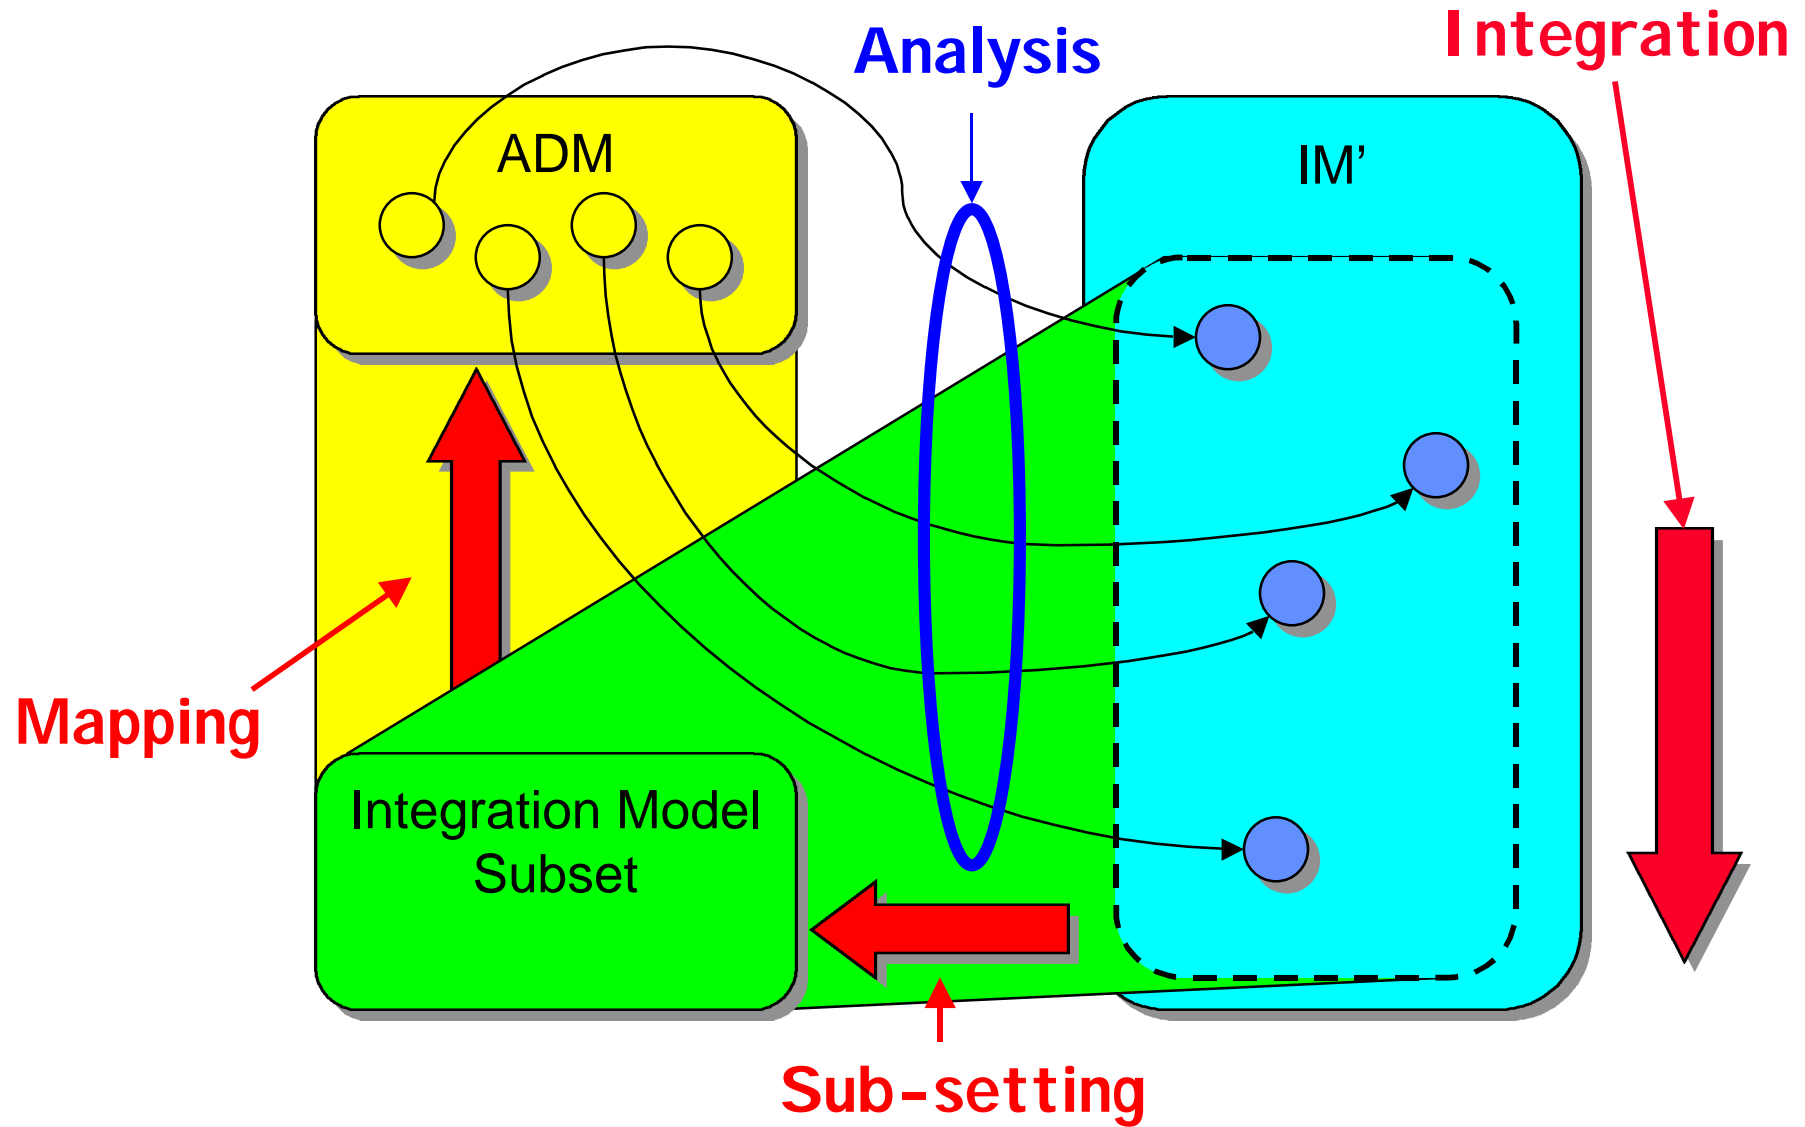 Analysis
Integration
ADM
IM’
Mapping
Integration Model
Subset
Sub-setting